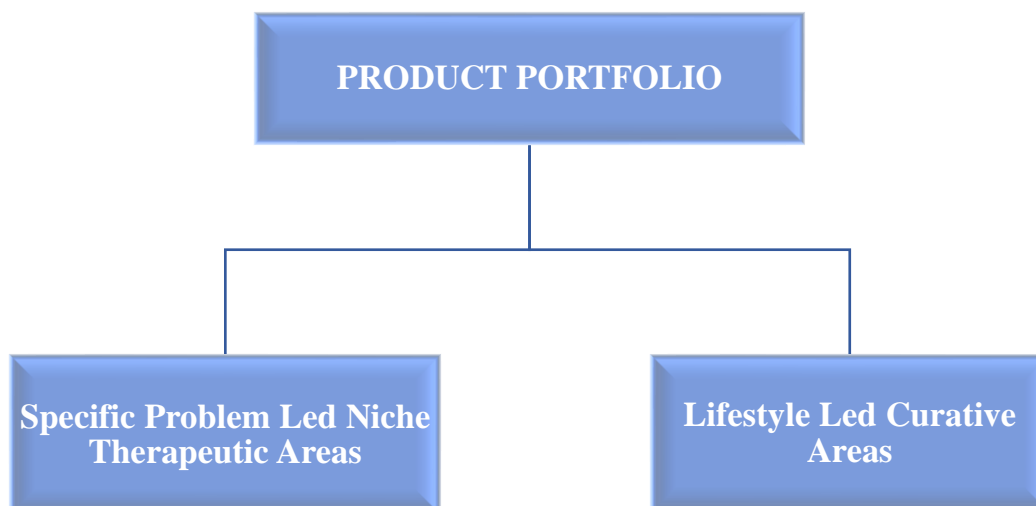 PRODUCT PORTFOLIO
Specific Problem Led Niche
Therapeutic Areas
Lifestyle Led Curative
Areas